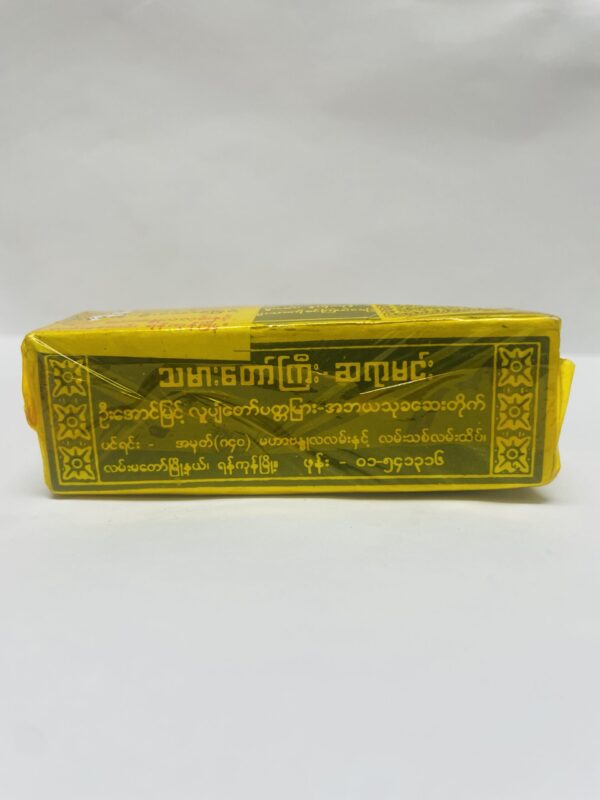 သမားတော်ကြီး - ဆရာမင်း
ဦးအောင်မြင့် လူပျံတော်ပတ္တမြား-အဘယသုခဆေးတိုက်
ပင်ရင်း - အမှတ်(၈၄၀) မဟာဗန္ဓုလလမ်းနှင့် လမ်းသစ်လမ်းထိပ်၊
လမ်းမတော်မြို့နယ်၊ ရန်ကုန်မြို့။ ဖုန်း - ၀၁-၅၄၁၃၁၆